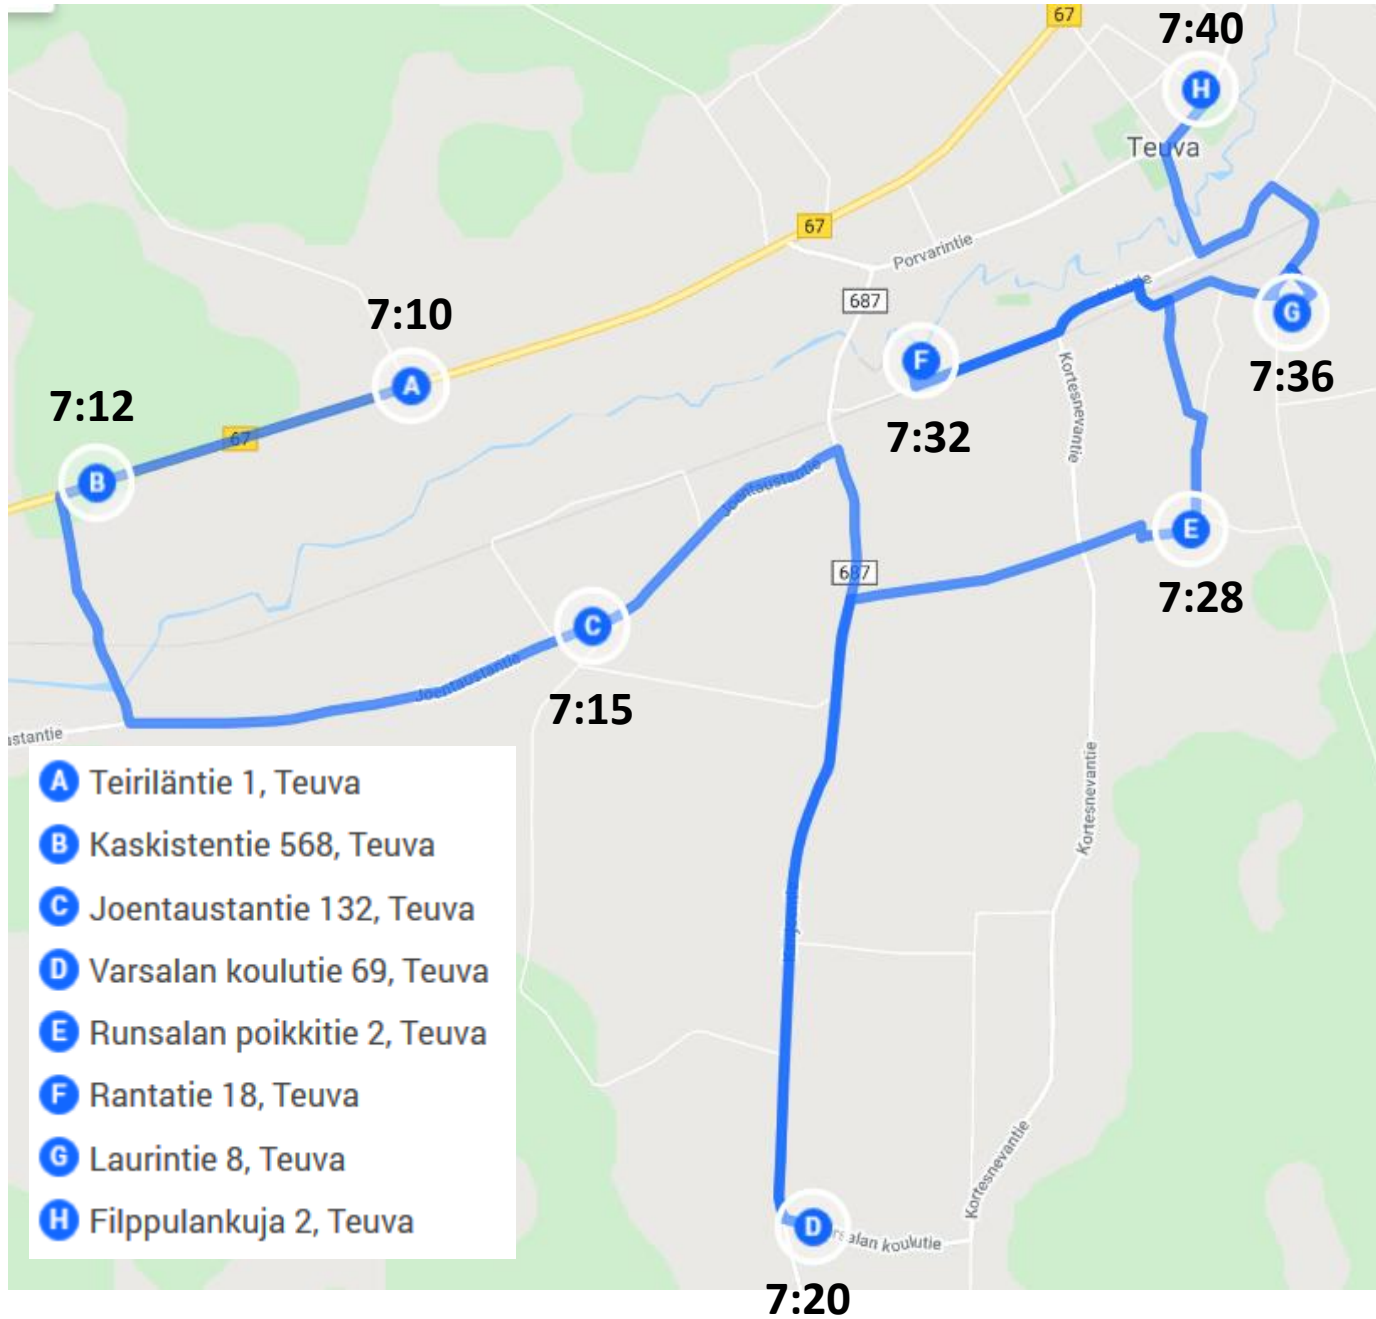 67
7:40
H
Teuva
67
Porvarintie
687
7:10
A
F
G
7:12
Kortesnevantie
7:36
67
7:32
B
Joentaustantie
E
687
7:28
C
Joentaustantie
7:15
Kortesnevantie
A Teiriläntie 1, Teuva
B Kaskistentie 568, Teuva
C Joentaustantie 132, Teuva
D Varsalan koulutie 69, Teuva
E Runsalan poikkitie 2, Teuva
F Rantatie 18, Teuva
G Laurintie 8, Teuva
H Filppulankuja 2, Teuva
Kortesnevantie
D
alan koulutie
7:20